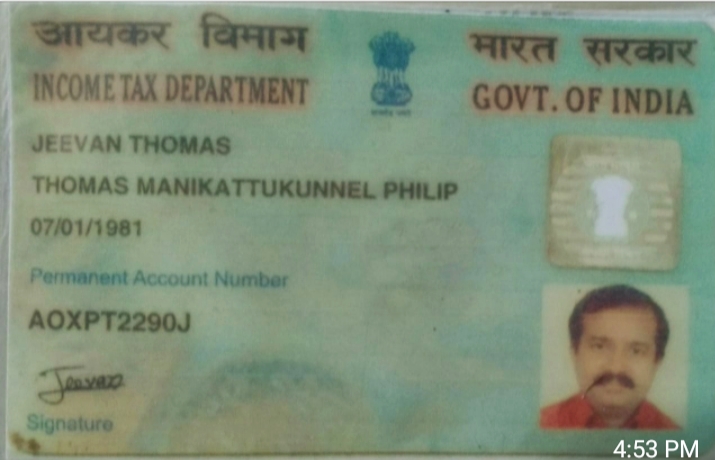 आयकर विभाग
INCOME TAX DEPARTMENT
भारत सरकार
GOVT. OF INDIA
JEEVAN THOMAS
THOMAS MANIKATTUKUNNEL PHILIP
07/01/1981
Permanent Account Number
AOXPT2290J
Jeevan
Signature
4:53 PM